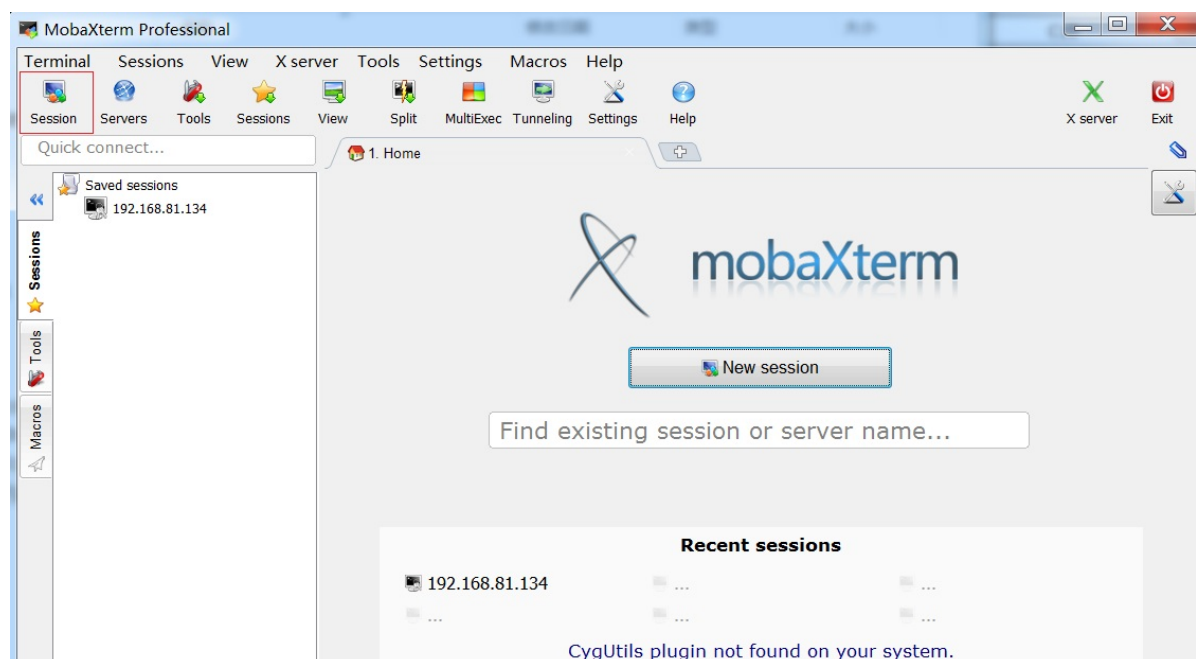 MobaXterm Professional
Terminal Sessions View X server Tools Settings Macros Help
Session Servers Tools Sessions View Split MultiExec Tunneling Settings Help X server Exit
Quick connect...
1. Home
Saved sessions
192.168.81.134
Sessions
Tools
Macros
mobaXterm
New session
Find existing session or server name...
Recent sessions
192.168.81.134 ... ...
... ... ...
CygUtils plugin not found on your system.